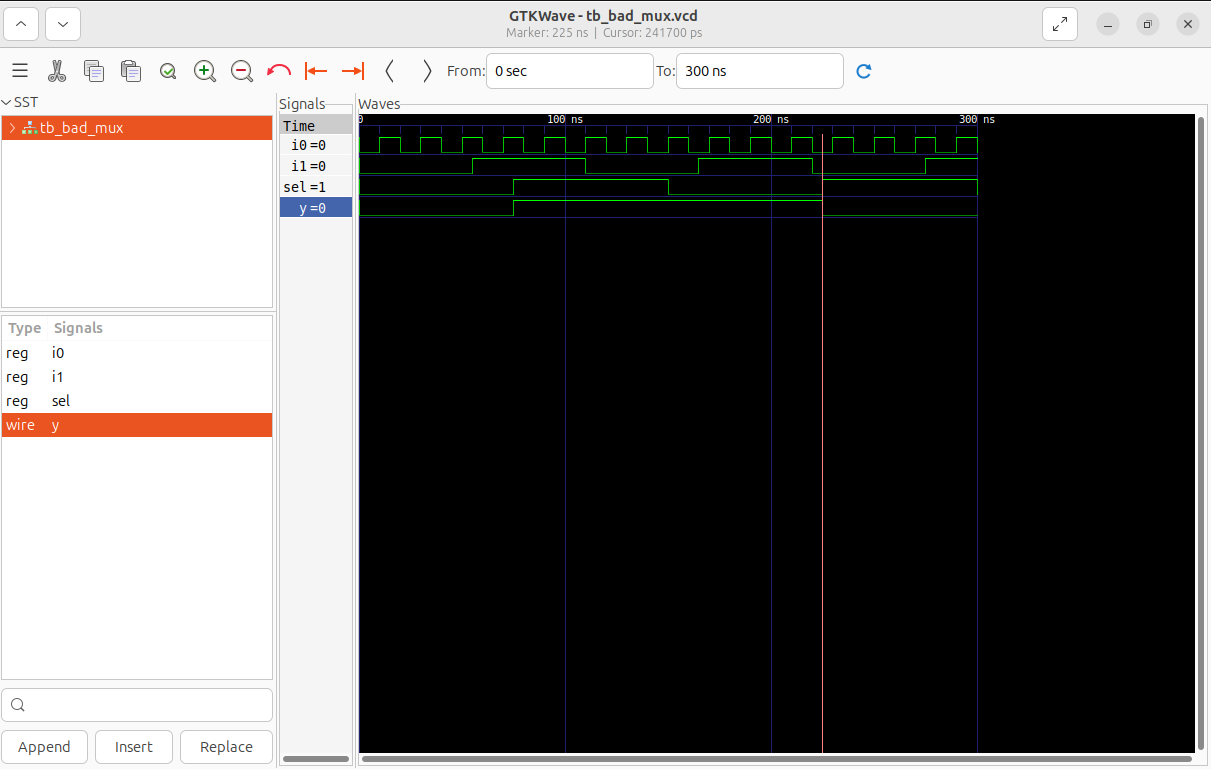 GTKWave - tb_bad_mux.vcd
Marker: 225 ns | Cursor: 241700 ps
From: 0 sec To: 300 ns
SST
tb_bad_mux
Type Signals
reg i0
reg i1
reg sel
wire y
Append Insert Replace
Signals
Time
i0=0
i1=0
sel=1
y=0
Waves
0 100 ns 200 ns 300 ns